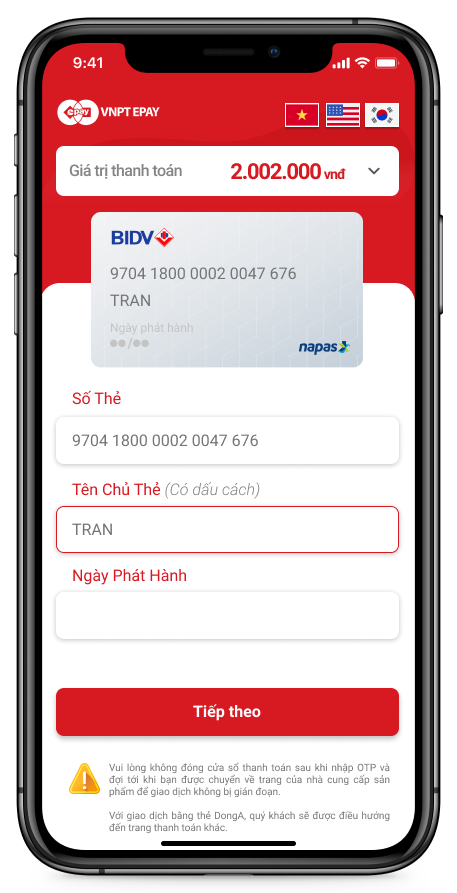 9:41
epay VNPT EPAY
Giá trị thanh toán 2.002.000 vnđ
BIDV
9704 1800 0002 0047 676
TRAN
Ngày phát hành
●●/●●
napas
Số Thẻ
9704 1800 0002 0047 676
Tên Chủ Thẻ (Có dấu cách)
TRAN
Ngày Phát Hành
Tiếp theo
Vui lòng không đóng cửa sổ thanh toán sau khi nhập OTP và
đợi tới khi bạn được chuyển về trang của nhà cung cấp sản
phẩm để giao dịch không bị gián đoạn.
Với giao dịch bằng thẻ DongA, quý khách sẽ được điều hướng
đến trang thanh toán khác.